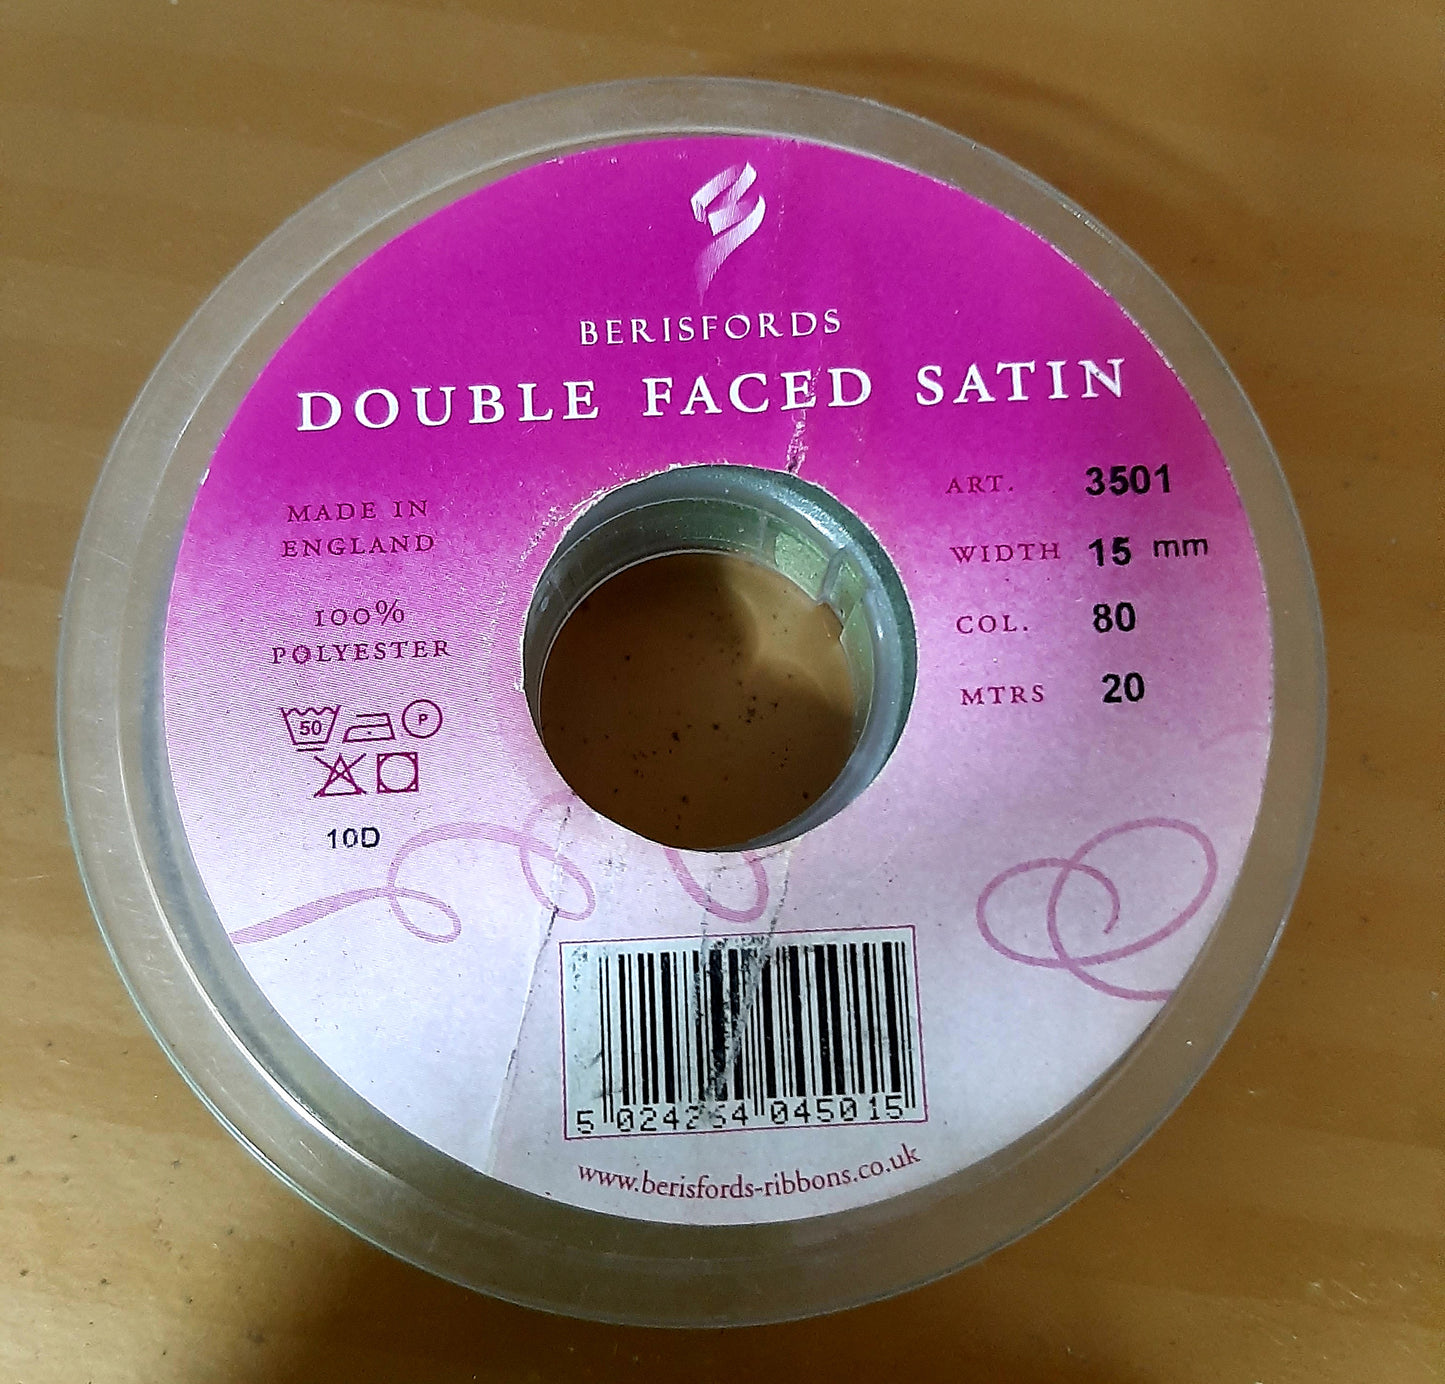 BERISFORDS
DOUBLE FACED SATIN
MADE IN
ENGLAND
100%
POLYESTER
50
P
10D
ART. 3501
WIDTH 15 mm
COL. 80
MTRS 20
5 045015
www.berisfords-ribbons.co.uk